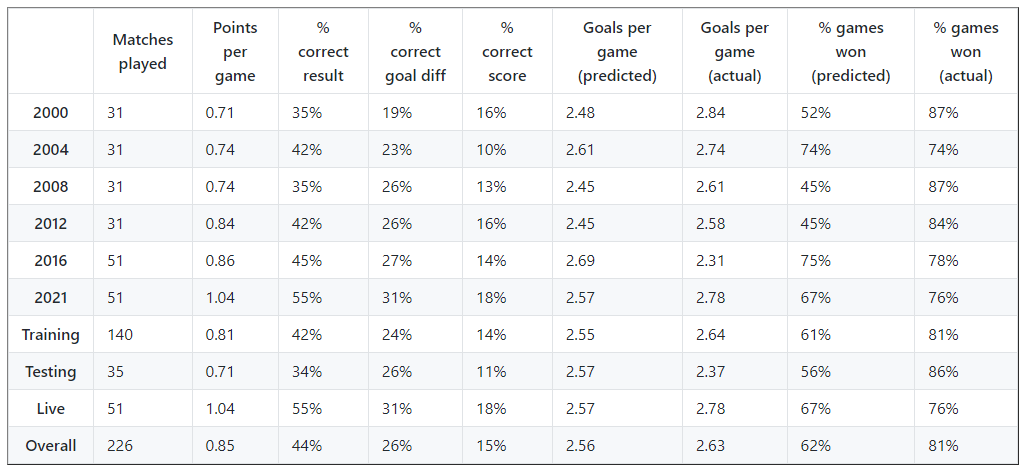 Matches played Points per game % correct result % correct goal diff % correct score Goals per game (predicted) Goals per game (actual) % games won (predicted) % games won (actual)
2000 31 0.71 35% 19% 16% 2.48 2.84 52% 87%
2004 31 0.74 42% 23% 10% 2.61 2.74 74% 74%
2008 31 0.74 35% 26% 13% 2.45 2.61 45% 87%
2012 31 0.84 42% 26% 16% 2.45 2.58 45% 84%
2016 51 0.86 45% 27% 14% 2.69 2.31 75% 78%
2021 51 1.04 55% 31% 18% 2.57 2.78 67% 76%
Training 140 0.81 42% 24% 14% 2.55 2.64 61% 81%
Testing 35 0.71 34% 26% 11% 2.57 2.37 56% 86%
Live 51 1.04 55% 31% 18% 2.57 2.78 67% 76%
Overall 226 0.85 44% 26% 15% 2.56 2.63 62% 81%